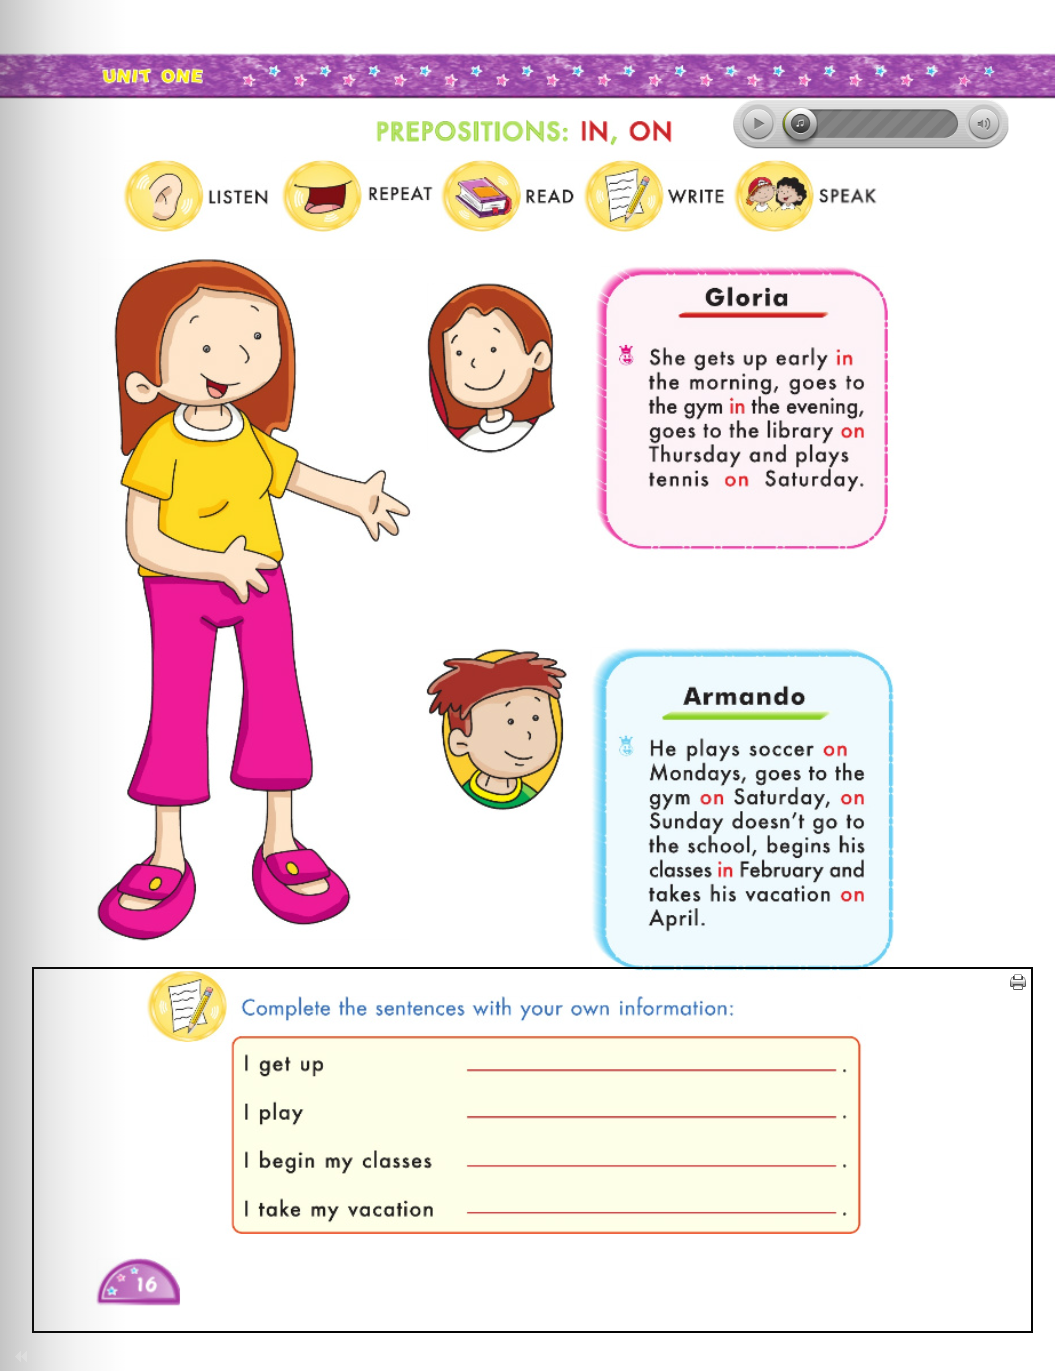 UNIT ONE
PREPOSITIONS: IN, ON
LISTEN
REPEAT
READ
WRITE
SPEAK
Gloria
She gets up early in
the morning, goes to
the gym in the evening,
goes to the library on
Thursday and plays
tennis on Saturday.
Armando
He plays soccer on
Mondays, goes to the
gym on Saturday, on
Sunday doesn't go to
the school, begins his
classes in February and
takes his vacation on
April.
Complete the sentences with your own information:
I get up .
I play .
I begin my classes .
I take my vacation .
16